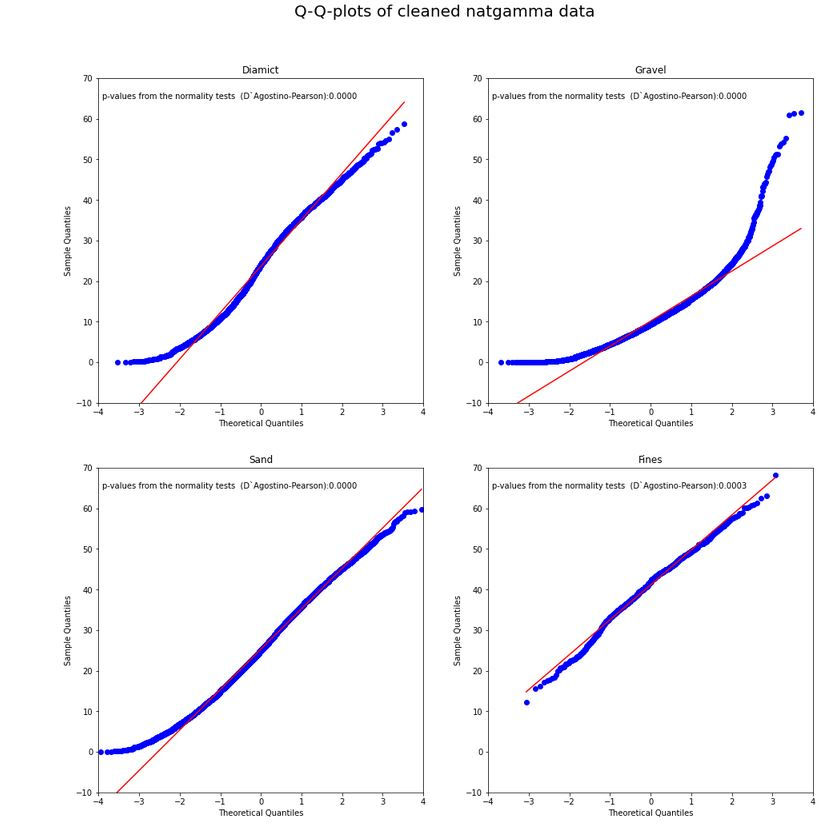 Q-Q-plots of cleaned natgamma data
Diamict
p-values from the normality tests (D`Agostino-Pearson):0.0000
Sample Quantiles
70
60
50
40
30
20
10
0
−10
−4 −3 −2 −1 0 1 2 3 4
Theoretical Quantiles
Gravel
p-values from the normality tests (D`Agostino-Pearson):0.0000
Sample Quantiles
70
60
50
40
30
20
10
0
−10
−4 −3 −2 −1 0 1 2 3 4
Theoretical Quantiles
Sand
p-values from the normality tests (D`Agostino-Pearson):0.0000
Sample Quantiles
70
60
50
40
30
20
10
0
−10
−4 −3 −2 −1 0 1 2 3 4
Theoretical Quantiles
Fines
p-values from the normality tests (D`Agostino-Pearson):0.0003
Sample Quantiles
70
60
50
40
30
20
10
0
−10
−4 −3 −2 −1 0 1 2 3 4
Theoretical Quantiles